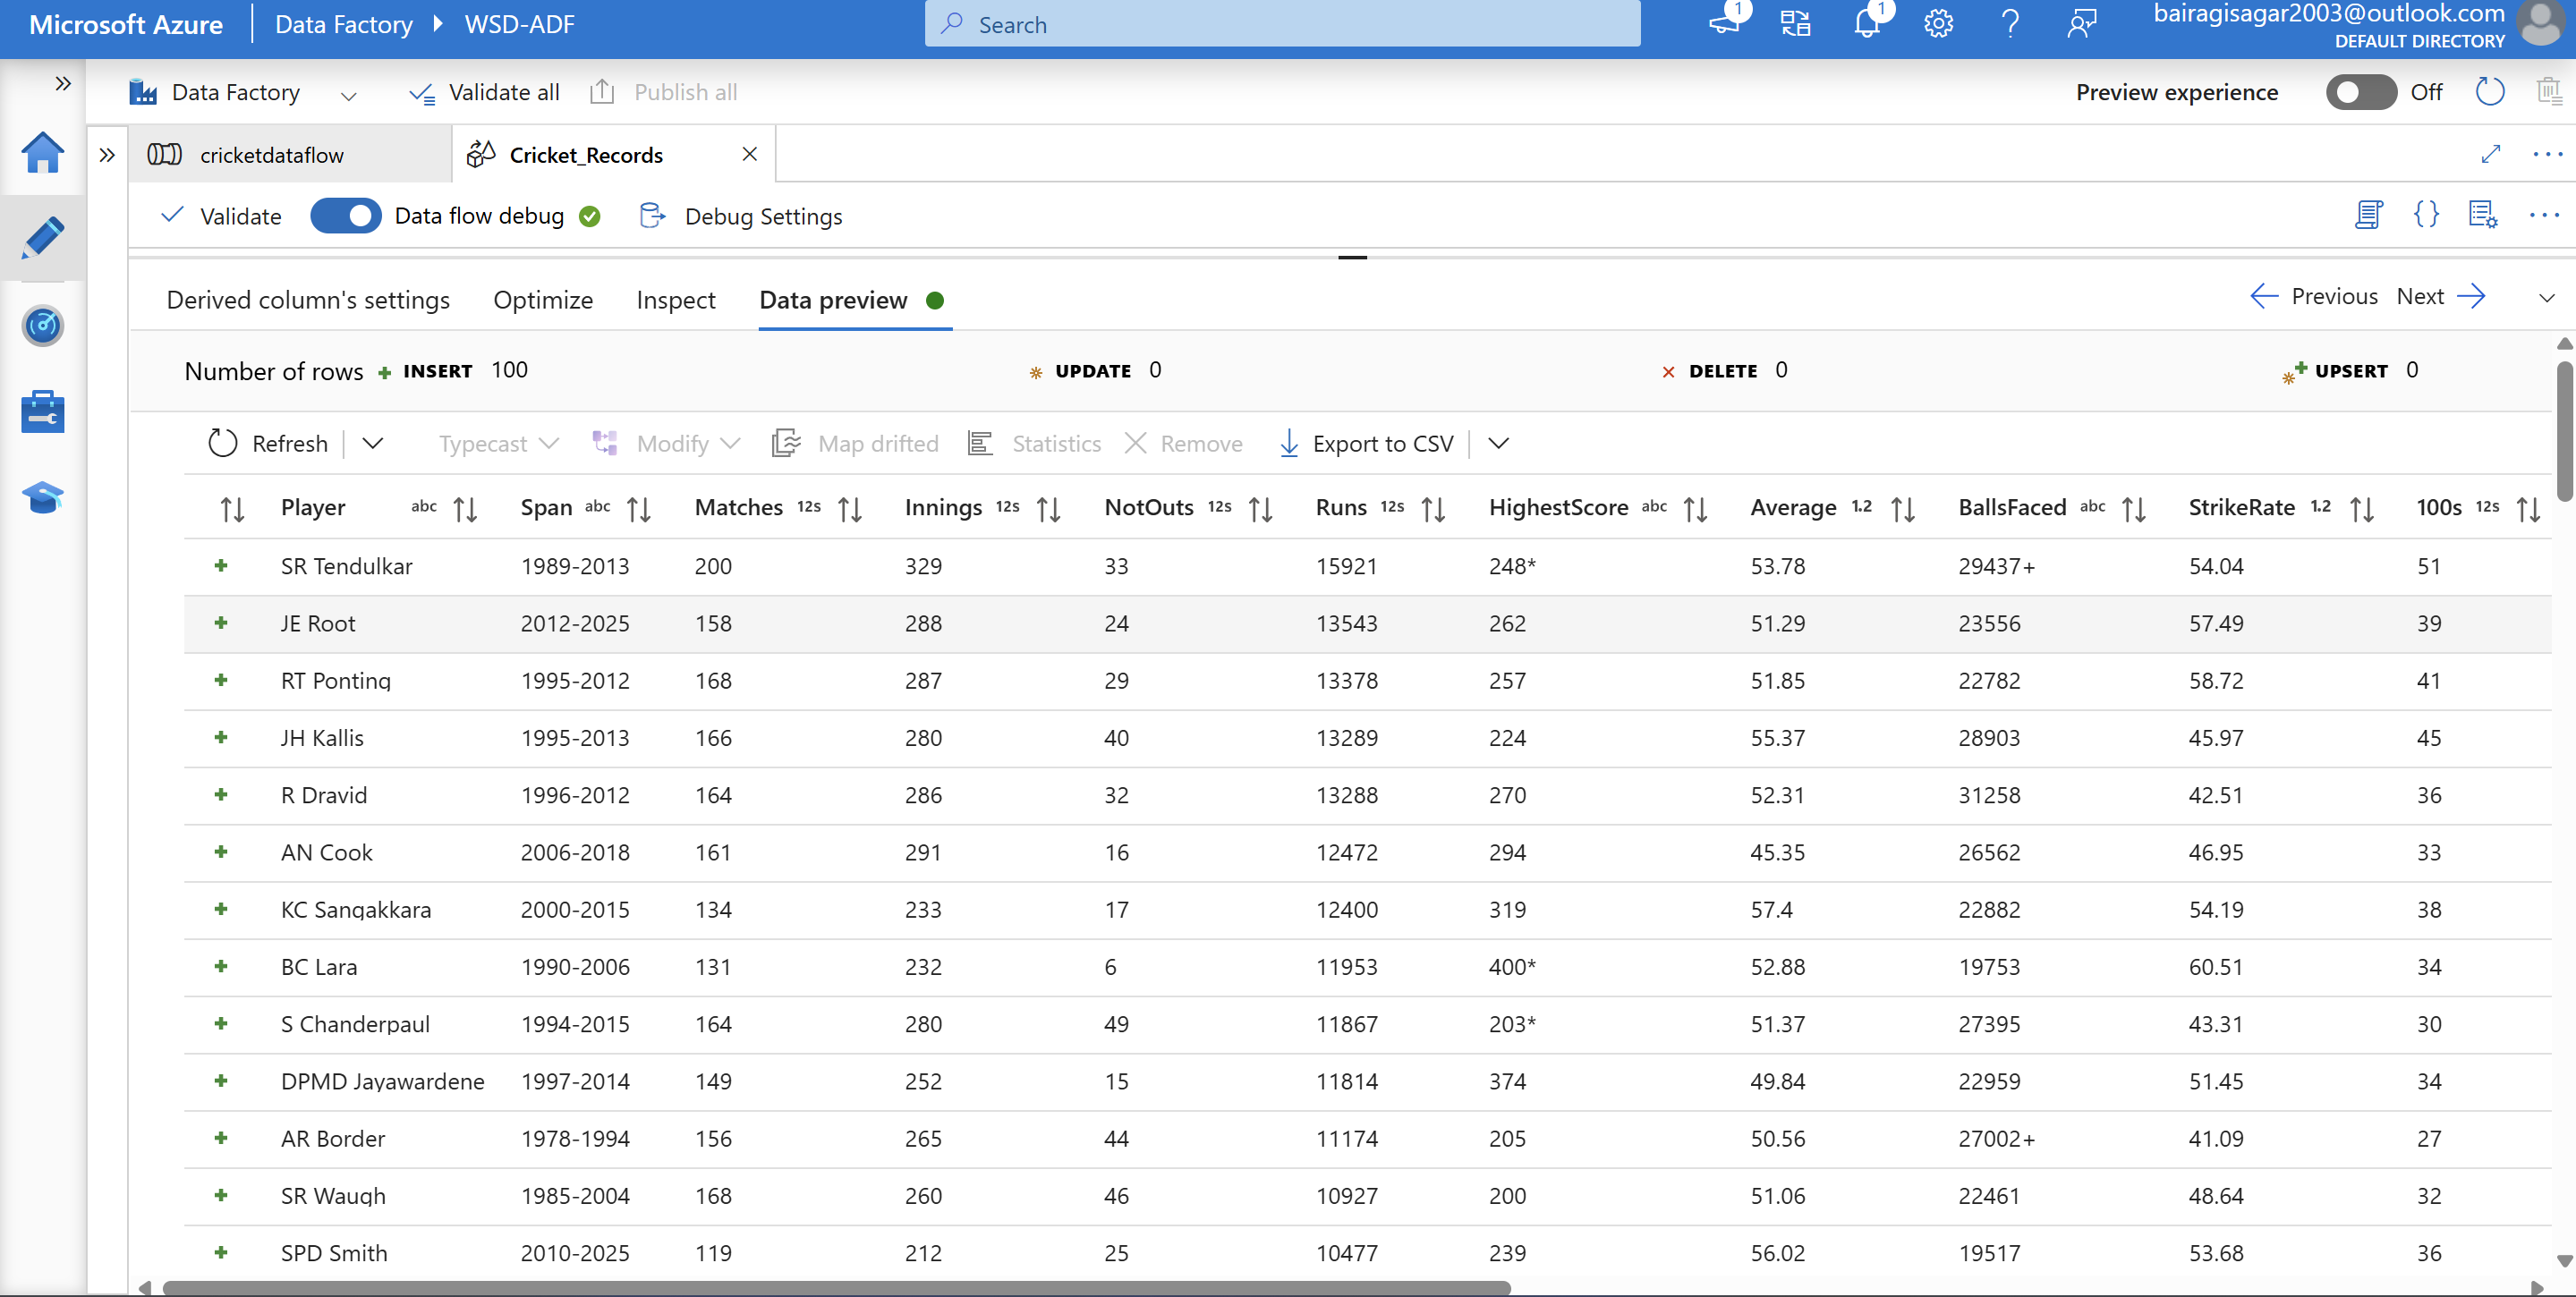 Microsoft Azure Data Factory WSD-ADF Search 1 1 bairagisagar2003@outlook.com
DEFAULT DIRECTORY
Data Factory Validate all Publish all Preview experience Off
cricketdataflow Cricket_Records
Validate Data flow debug Debug Settings
Derived column's settings Optimize Inspect Data preview Previous Next
Number of rows INSERT 100 UPDATE 0 DELETE 0 UPSERT 0
Refresh Typecast Modify Map drifted Statistics Remove Export to CSV
Player abc Span abc Matches 12s Innings 12s NotOuts 12s Runs 12s HighestScore abc Average 1.2 BallsFaced abc StrikeRate 1.2 100s 12s
SR Tendulkar 1989-2013 200 329 33 15921 248* 53.78 29437+ 54.04 51
JE Root 2012-2025 158 288 24 13543 262 51.29 23556 57.49 39
RT Ponting 1995-2012 168 287 29 13378 257 51.85 22782 58.72 41
JH Kallis 1995-2013 166 280 40 13289 224 55.37 28903 45.97 45
R Dravid 1996-2012 164 286 32 13288 270 52.31 31258 42.51 36
AN Cook 2006-2018 161 291 16 12472 294 45.35 26562 46.95 33
KC Sangakkara 2000-2015 134 233 17 12400 319 57.4 22882 54.19 38
BC Lara 1990-2006 131 232 6 11953 400* 52.88 19753 60.51 34
S Chanderpaul 1994-2015 164 280 49 11867 203* 51.37 27395 43.31 30
DPMD Jayawardene 1997-2014 149 252 15 11814 374 49.84 22959 51.45 34
AR Border 1978-1994 156 265 44 11174 205 50.56 27002+ 41.09 27
SR Waugh 1985-2004 168 260 46 10927 200 51.06 22461 48.64 32
SPD Smith 2010-2025 119 212 25 10477 239 56.02 19517 53.68 36